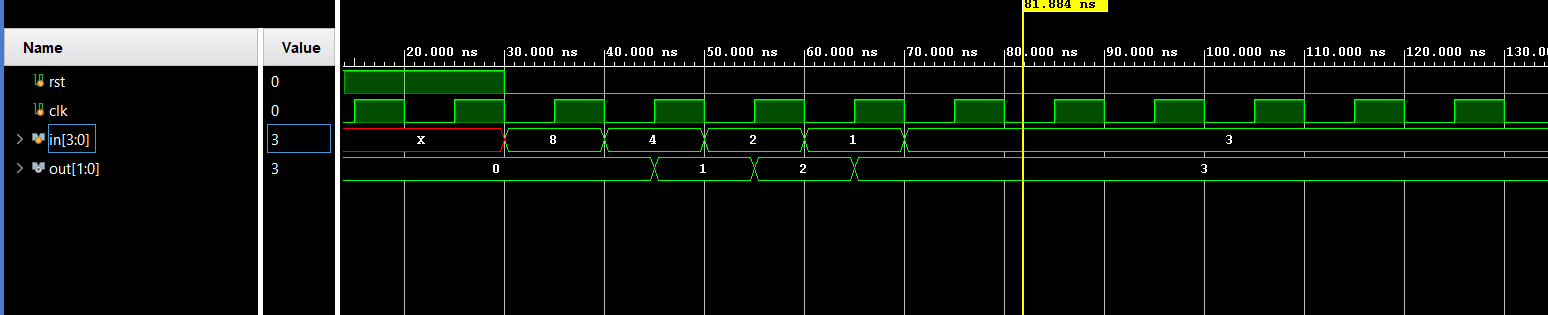 81.884 ns
Name Value
20.000 ns 30.000 ns 40.000 ns 50.000 ns 60.000 ns 70.000 ns 80.000 ns 90.000 ns 100.000 ns 110.000 ns 120.000 ns 130.00
rst 0
clk 0
in[3:0] 3 X 8 4 2 1 3
out[1:0] 3 0 1 2 3